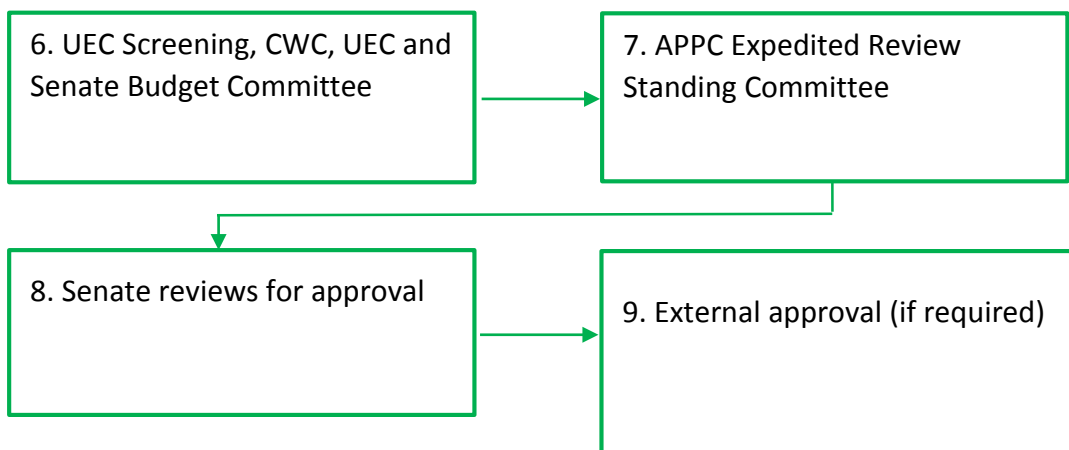 6. UEC Screening, CWC, UEC and
Senate Budget Committee
7. APPC Expedited Review
Standing Committee
8. Senate reviews for approval
9. External approval (if required)